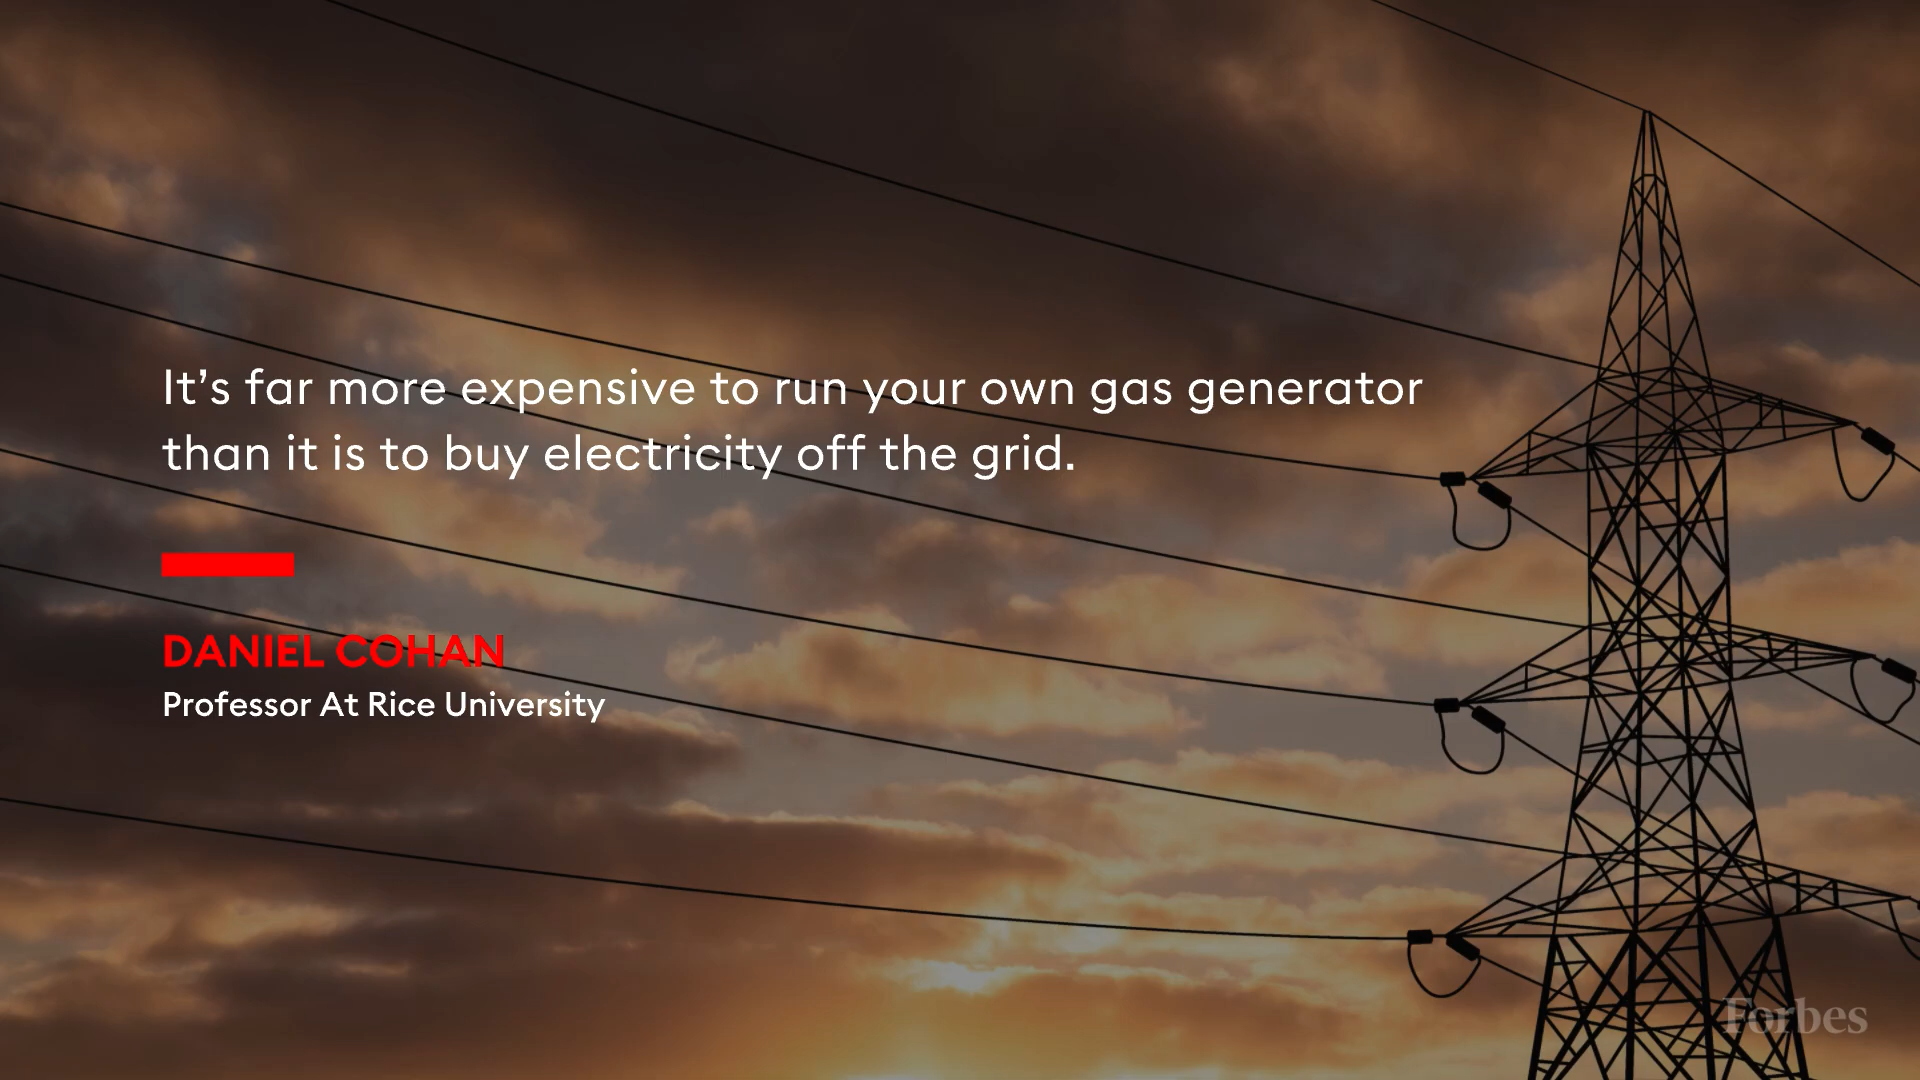 It’s far more expensive to run your own gas generator
than it is to buy electricity off the grid.
DANIEL COHAN
Professor At Rice University
Forbes